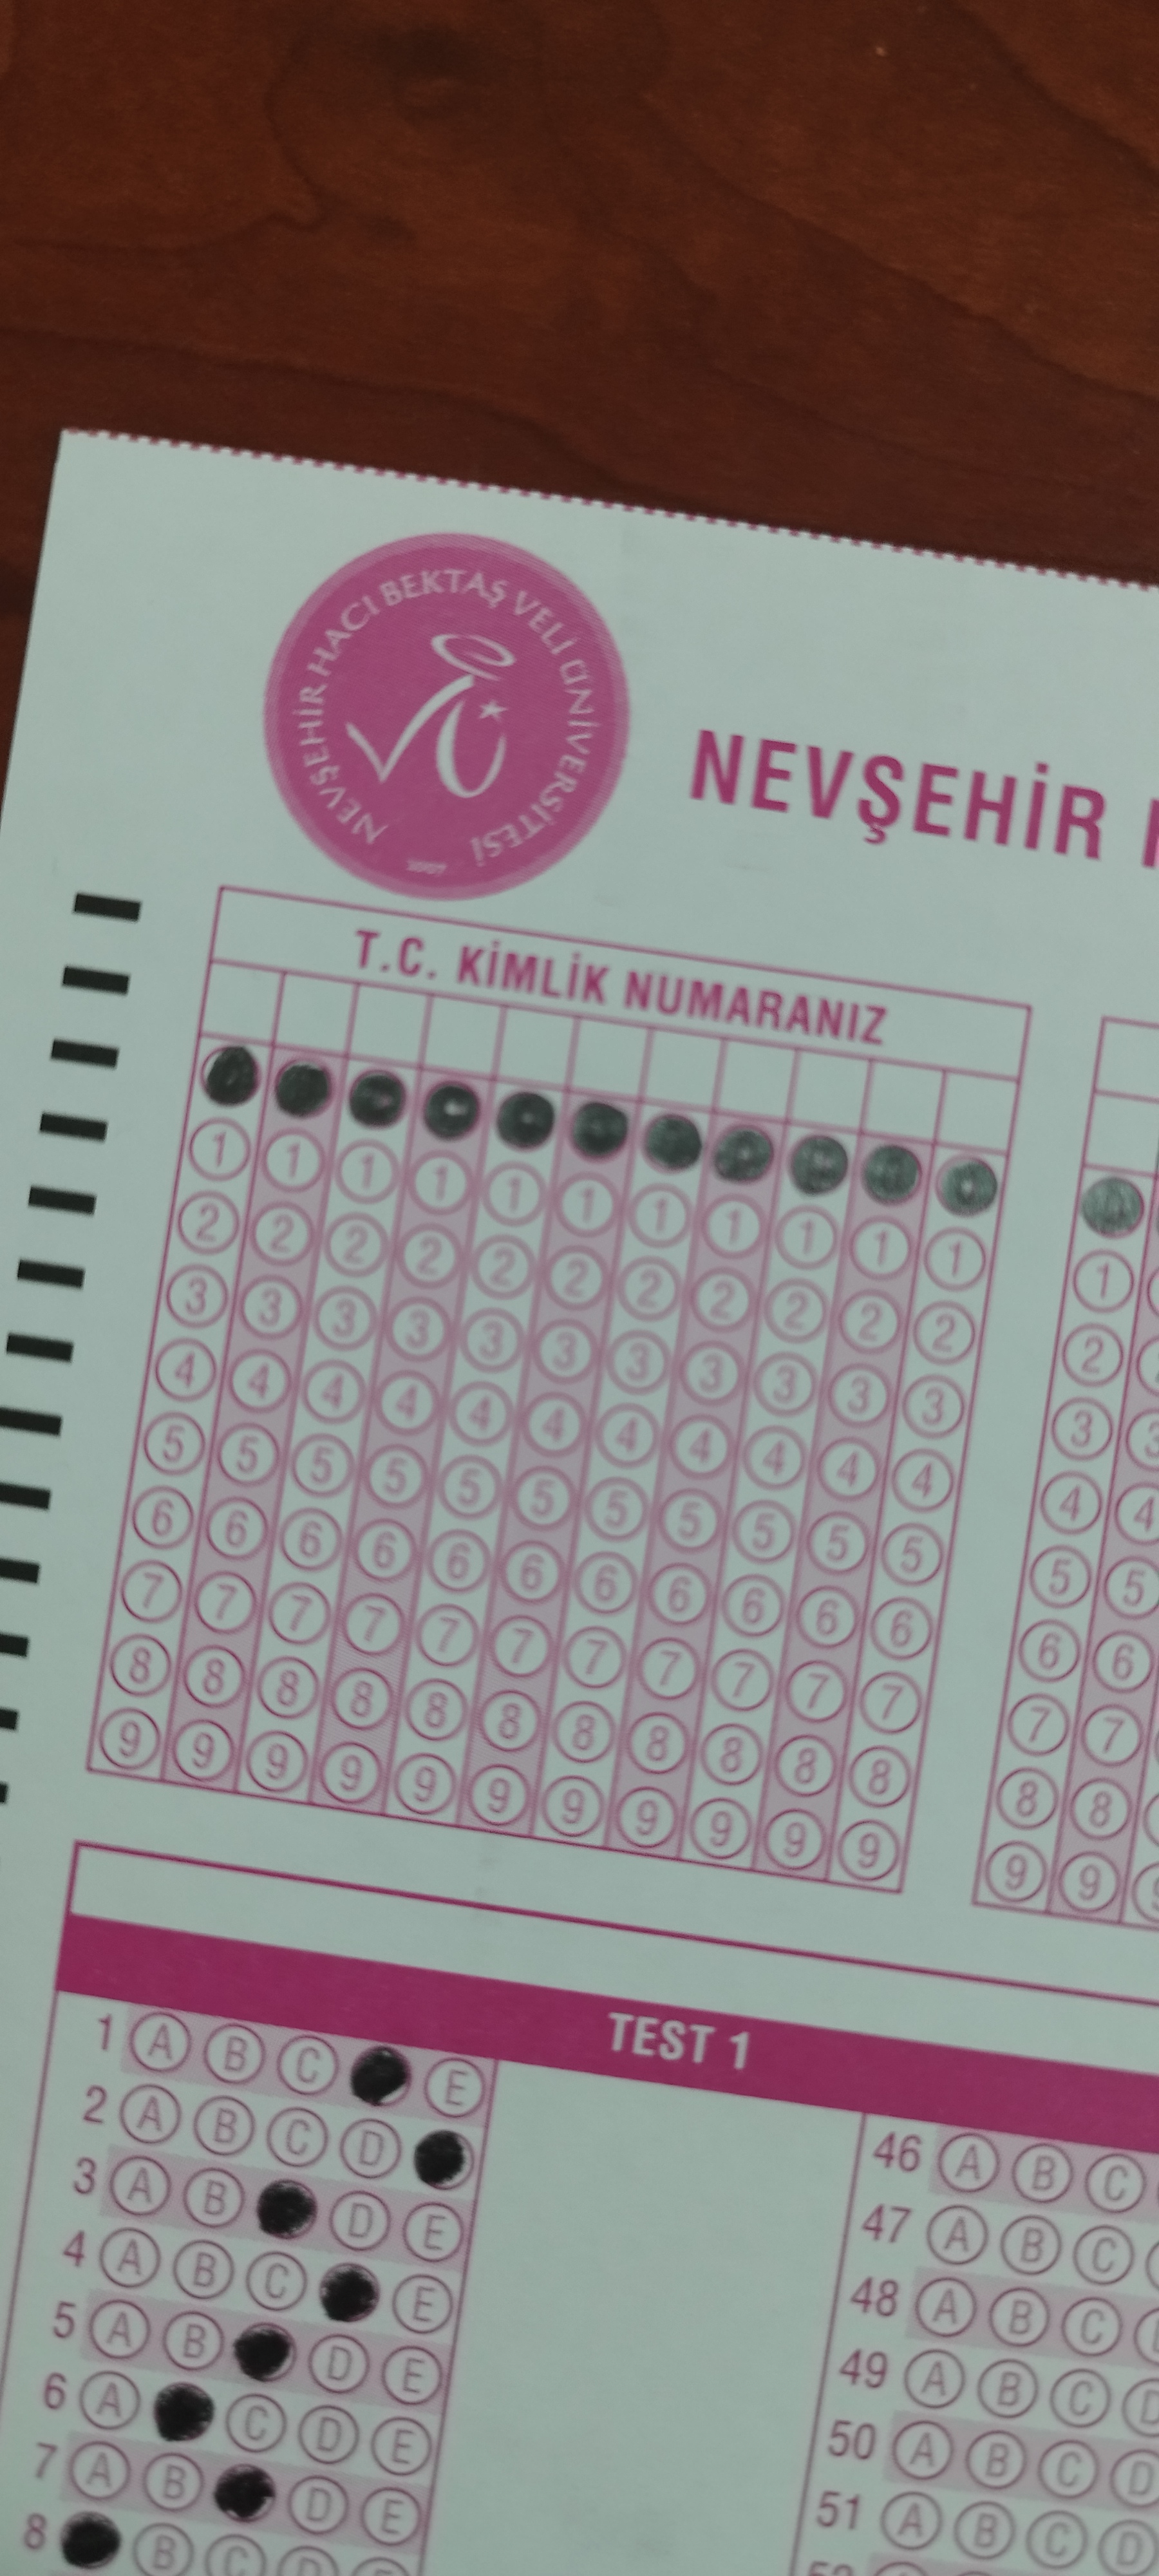 NEVŞEHİR HACI BEKTAŞ VELİ ÜNİVERSİTESİ
2007
NEVŞEHİR
T.C. KİMLİK NUMARANIZ
1 1 1 1 1 1 1 1 1 1 1
2 2 2 2 2 2 2 2 2 2 2
3 3 3 3 3 3 3 3 3 3 3
4 4 4 4 4 4 4 4 4 4 4
5 5 5 5 5 5 5 5 5 5 5
6 6 6 6 6 6 6 6 6 6 6
7 7 7 7 7 7 7 7 7 7 7
8 8 8 8 8 8 8 8 8 8 8
9 9 9 9 9 9 9 9 9 9 9
1
2
3 3
4 4
5 5
6 6
7 7
8 8
9 9
TEST 1
1 A B C E
2 A B C D
3 A B D E
4 A B C E
5 A B D E
6 A C D E
7 A B D E
8 B C D E
46 A B C
47 A B C
48 A B C
49 A B C D
50 A B C D
51 A B C D